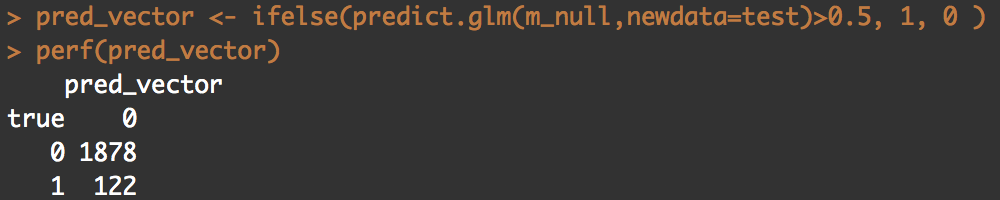 > pred_vector <- ifelse(predict.glm(m_null,newdata=test)>0.5, 1, 0 )
> perf(pred_vector)
pred_vector
true 0
0 1878
1 122